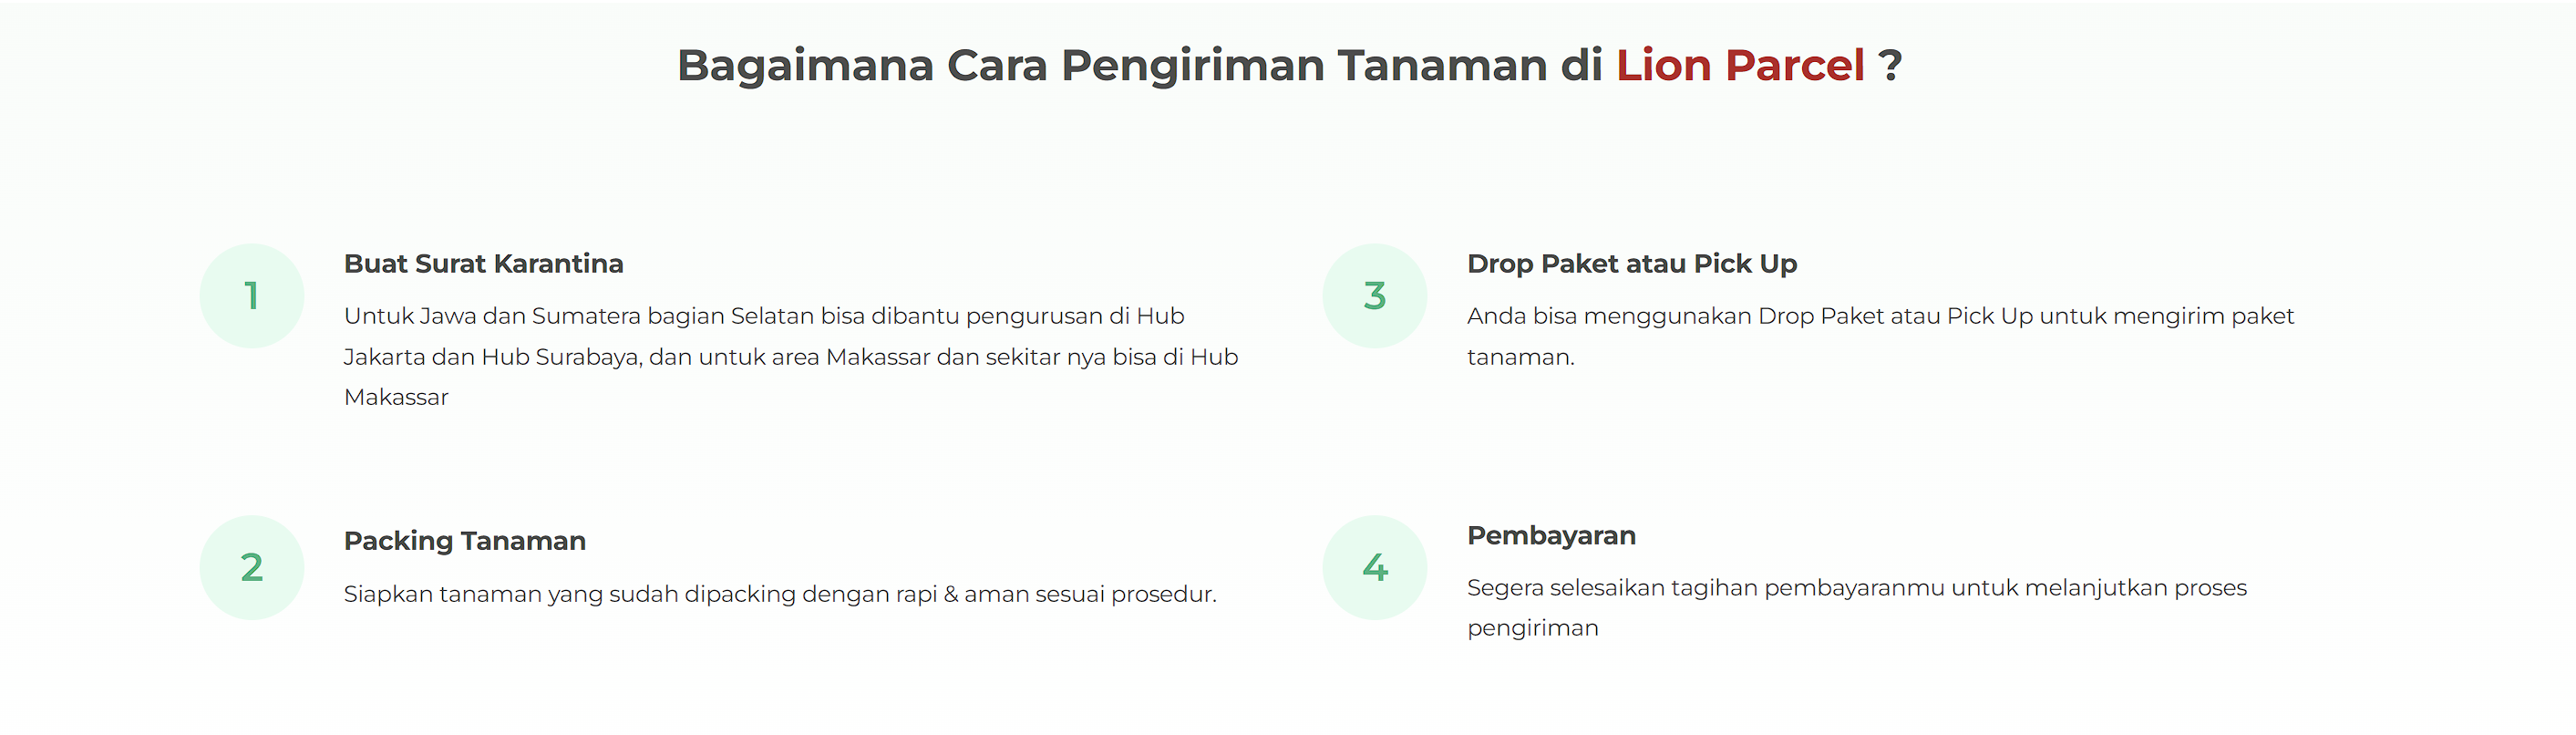 Bagaimana Cara Pengiriman Tanaman di Lion Parcel ?
1
Buat Surat Karantina
Untuk Jawa dan Sumatera bagian Selatan bisa dibantu pengurusan di Hub
Jakarta dan Hub Surabaya, dan untuk area Makassar dan sekitar nya bisa di Hub
Makassar
2
Packing Tanaman
Siapkan tanaman yang sudah dipacking dengan rapi & aman sesuai prosedur.
3
Drop Paket atau Pick Up
Anda bisa menggunakan Drop Paket atau Pick Up untuk mengirim paket
tanaman.
4
Pembayaran
Segera selesaikan tagihan pembayaranmu untuk melanjutkan proses
pengiriman